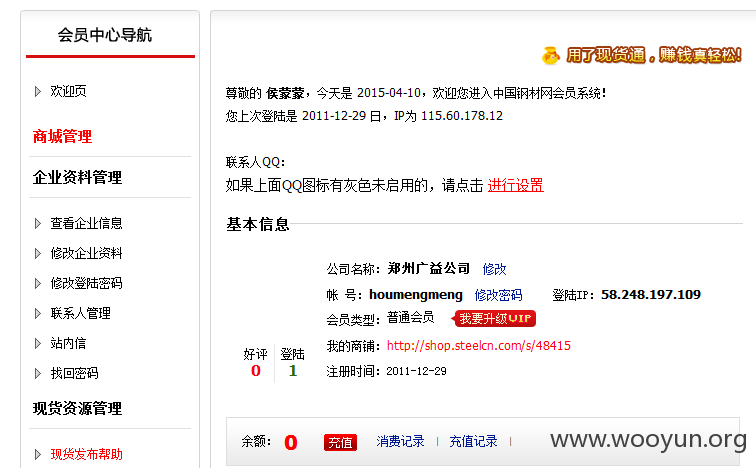 会员中心导航
欢迎页
商城管理
企业资料管理
查看企业信息
修改企业资料
修改登陆密码
联系人管理
站内信
找回密码
现货资源管理
现货发布帮助
用了现货通，赚钱真轻松!
尊敬的 侯蒙蒙，今天是 2015-04-10，欢迎您进入中国钢材网会员系统！
您上次登陆是 2011-12-29 日，IP为 115.60.178.12
联系人QQ：
如果上面QQ图标有灰色未启用的，请点击 进行设置
基本信息
公司名称：郑州广益公司 修改
帐 号：houmengmeng 修改密码 登陆IP：58.248.197.109
会员类型：普通会员 我要升级VIP
我的商铺：http://shop.steelcn.com/s/48415
注册时间：2011-12-29
好评 登陆
0 1
余额： 0 充值 消费记录 | 充值记录 |
www.wooyun.org